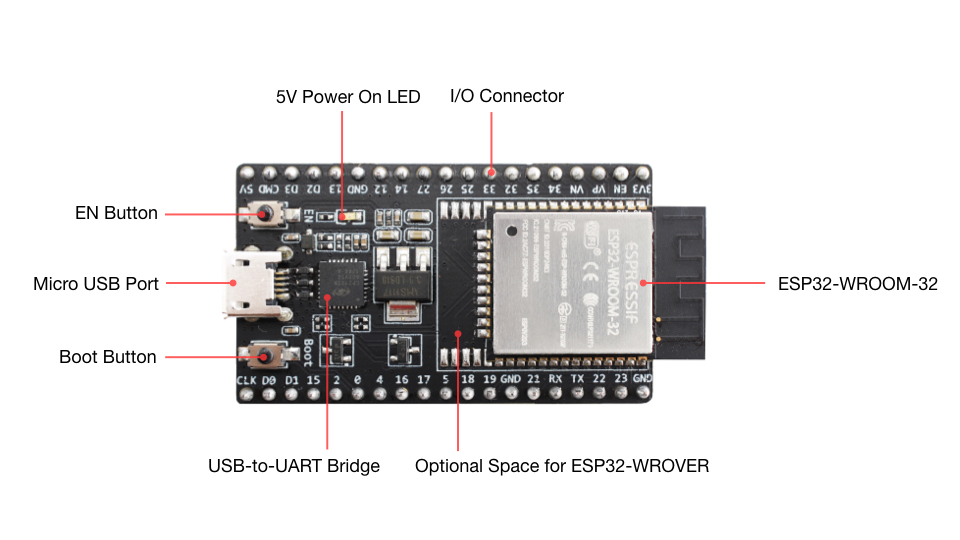 5V Power On LED
I/O Connector
5V CMD D3 D2 13 GND 12 14 27 26 25 33 32 35 34 VN VP EN 3V3
EN Button
EN
ESPRESSIF
ESP32-WROOM-32
WiFi
CE
Micro USB Port
ESP32-WROOM-32
Boot Button
Boot
CLK D0 D1 15 2 0 4 16 17 5 18 19 GND 21 RX TX 22 23 GND
USB-to-UART Bridge
Optional Space for ESP32-WROVER